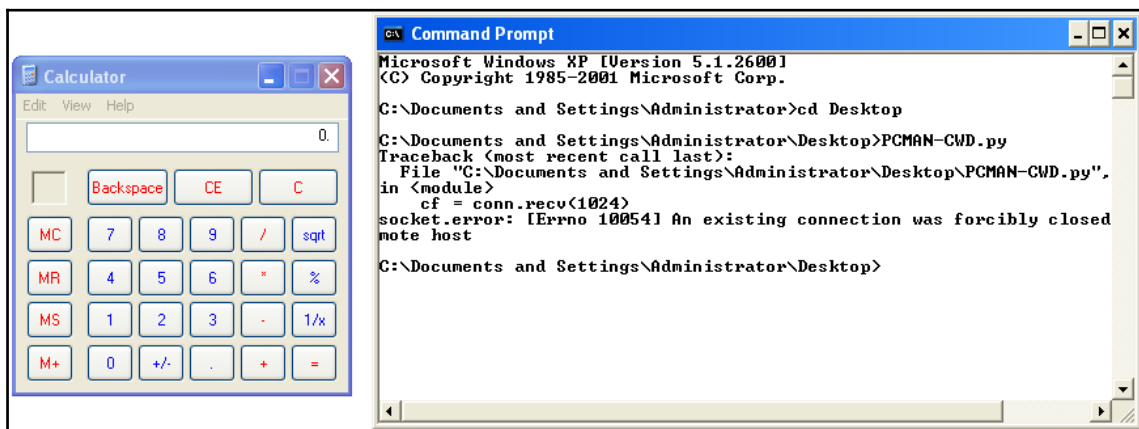 Calculator
Edit View Help
0.
Backspace CE C
MC 7 8 9 / sqrt
MR 4 5 6 * %
MS 1 2 3 - 1/x
M+ 0 +/- . + =
Command Prompt
Microsoft Windows XP [Version 5.1.2600]
(C) Copyright 1985-2001 Microsoft Corp.
C:\Documents and Settings\Administrator>cd Desktop
C:\Documents and Settings\Administrator\Desktop>PCMAN-CWD.py
Traceback (most recent call last):
File "C:\Documents and Settings\Administrator\Desktop\PCMAN-CWD.py",
in <module>
cf = conn.recv(1024)
socket.error: [Errno 10054] An existing connection was forcibly closed
mote host
C:\Documents and Settings\Administrator\Desktop>